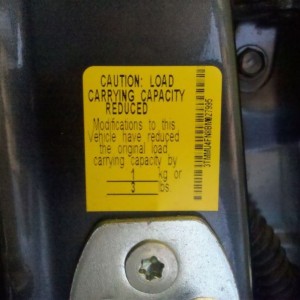 CAUTION: LOAD
CARRYING CAPACITY
REDUCED
Modifications to this
vehicle have reduced
the original load
carrying capacity by
1 kg or
3 lbs